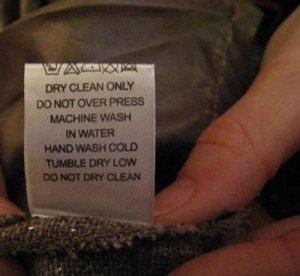 DRY CLEAN ONLY
DO NOT OVER PRESS
MACHINE WASH
IN WATER
HAND WASH COLD
TUMBLE DRY LOW
DO NOT DRY CLEAN